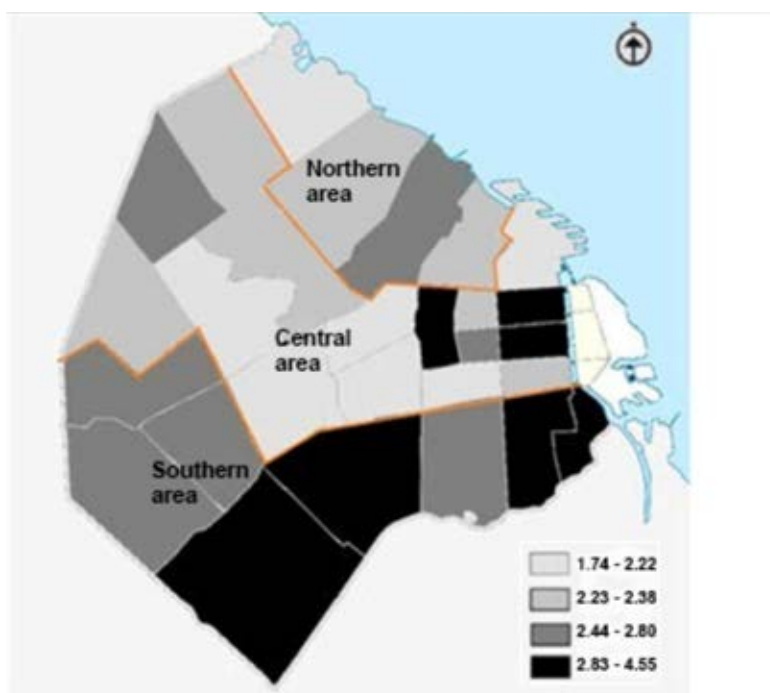 Northern
area
Central
area
Southern
area
1.74 - 2.22
2.23 - 2.38
2.44 - 2.80
2.83 - 4.55